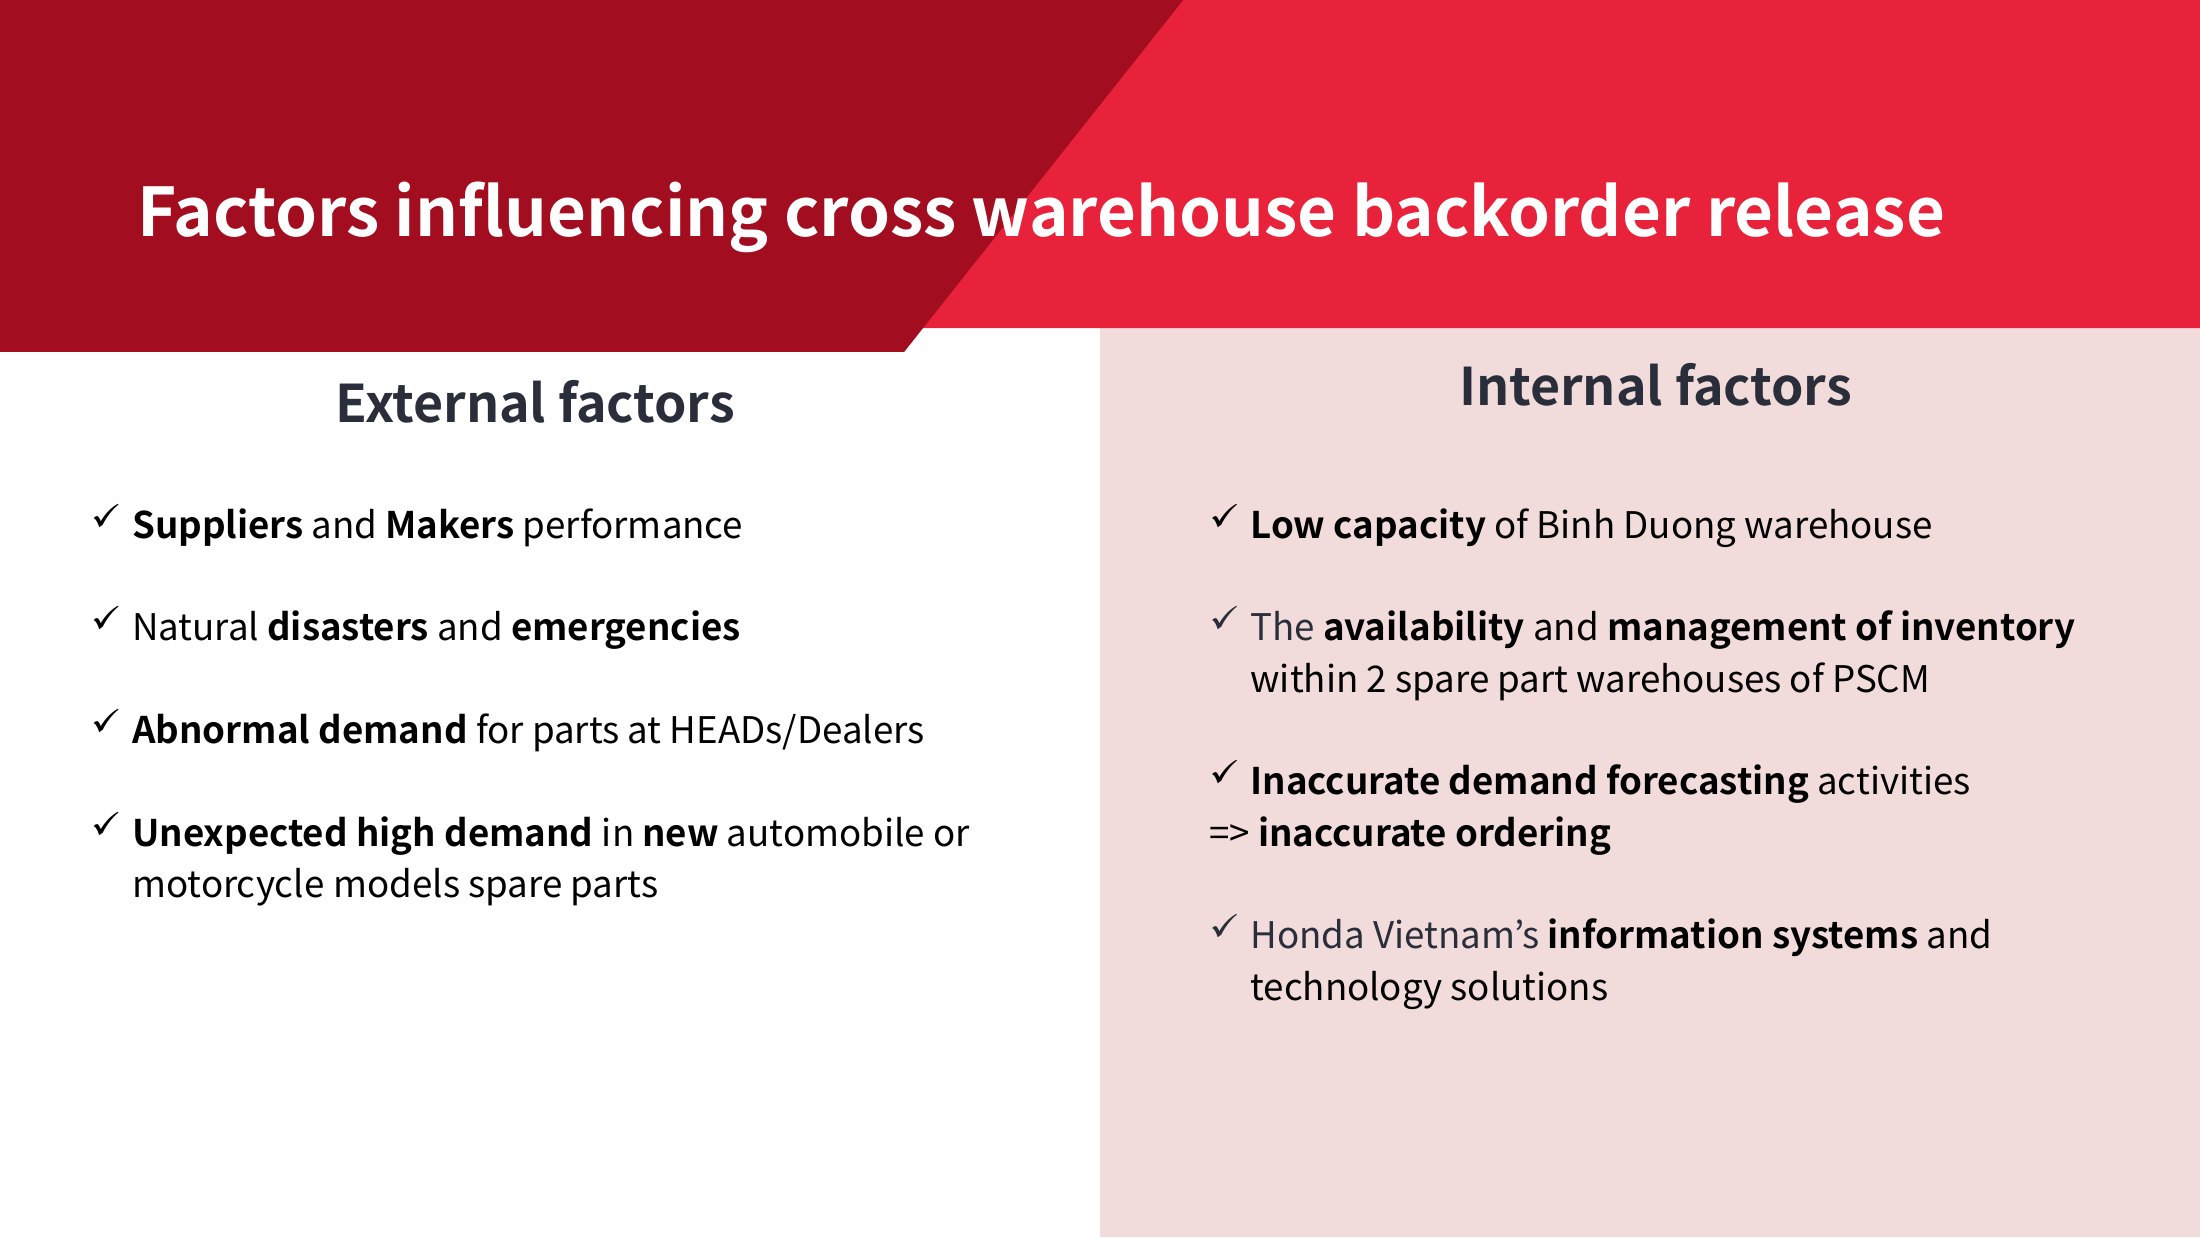 Factors influencing cross warehouse backorder release
External factors
✓ Suppliers and Makers performance
✓ Natural disasters and emergencies
✓ Abnormal demand for parts at HEADs/Dealers
✓ Unexpected high demand in new automobile or
motorcycle models spare parts
Internal factors
✓ Low capacity of Binh Duong warehouse
✓ The availability and management of inventory
within 2 spare part warehouses of PSCM
✓ Inaccurate demand forecasting activities
=> inaccurate ordering
✓ Honda Vietnam’s information systems and
technology solutions